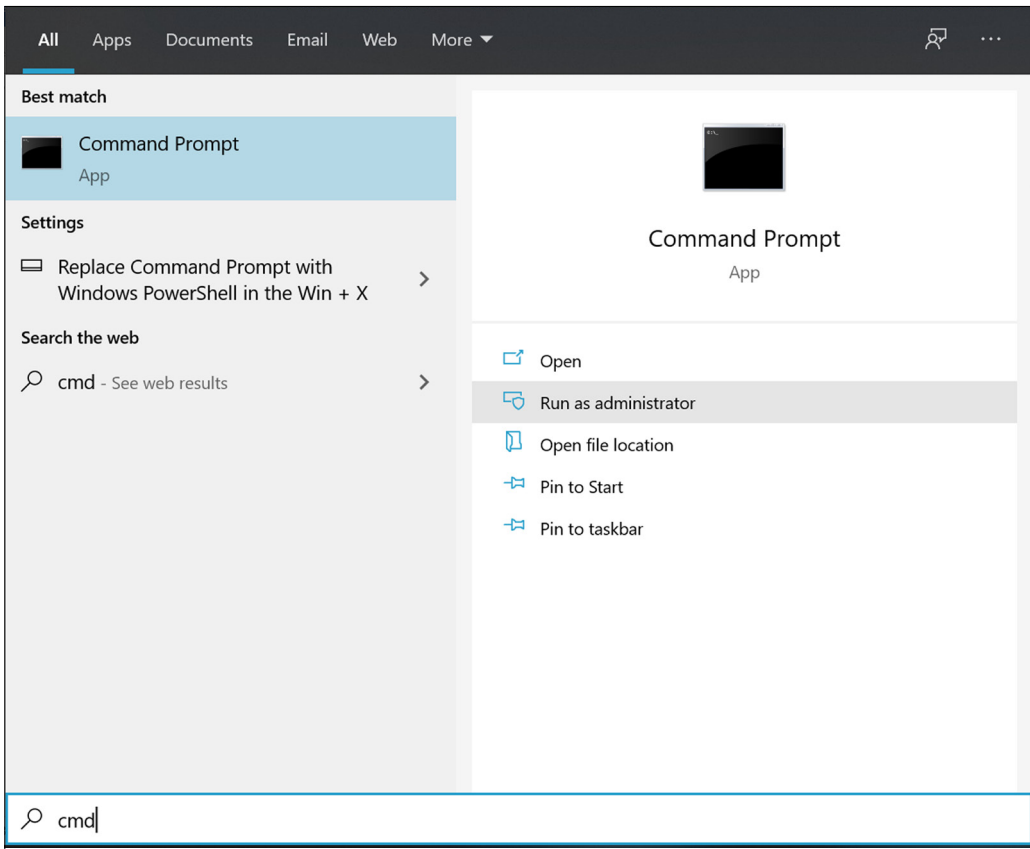 All Apps Documents Email Web More
Best match
Command Prompt
App
Settings
Replace Command Prompt with
Windows PowerShell in the Win + X
Search the web
cmd - See web results
Command Prompt
App
Open
Run as administrator
Open file location
Pin to Start
Pin to taskbar
cmd